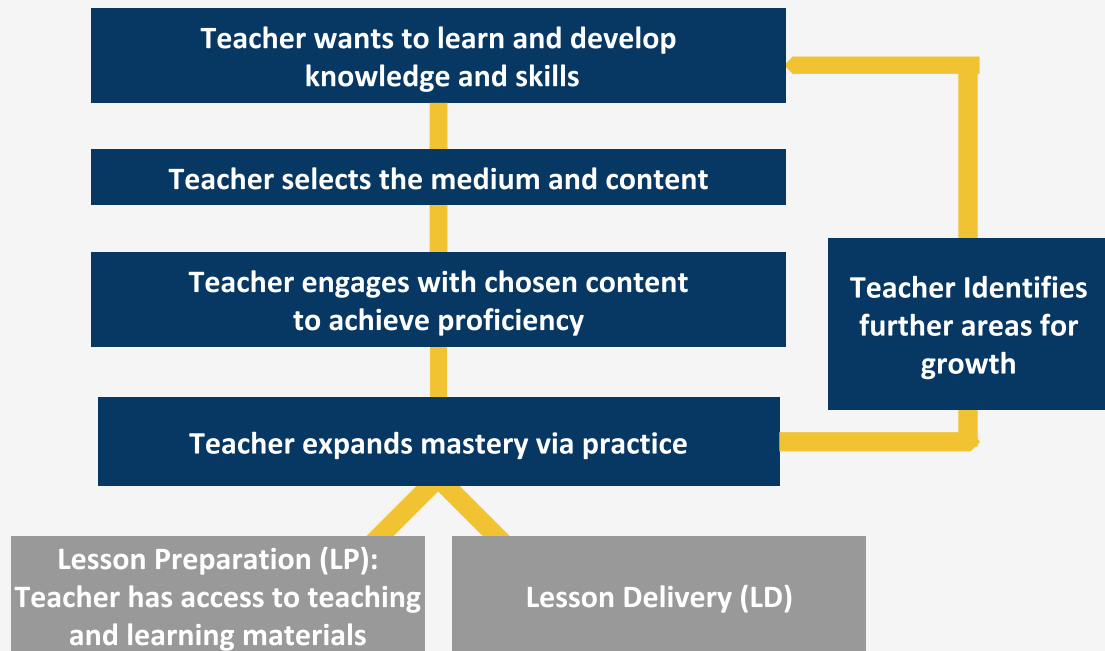 Teacher wants to learn and develop
knowledge and skills
Teacher selects the medium and content
Teacher engages with chosen content
to achieve proficiency
Teacher Identifies
further areas for
growth
Teacher expands mastery via practice
Lesson Preparation (LP):
Teacher has access to teaching
and learning materials
Lesson Delivery (LD)